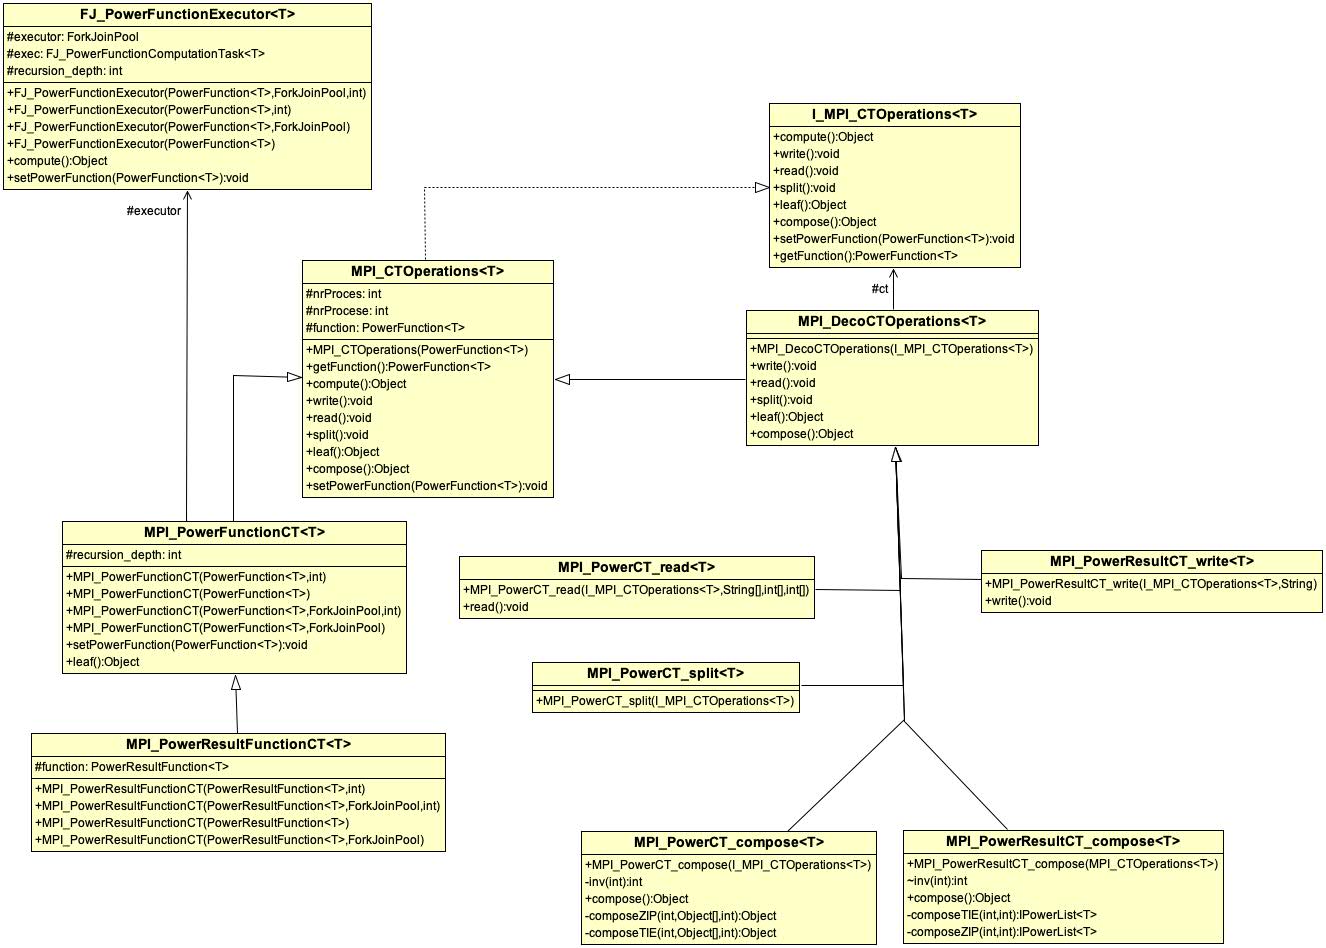 FJ_PowerFunctionExecutor<T>
#executor: ForkJoinPool
#exec: FJ_PowerFunctionComputationTask<T>
#recursion_depth: int
+FJ_PowerFunctionExecutor(PowerFunction<T>,ForkJoinPool,int)
+FJ_PowerFunctionExecutor(PowerFunction<T>,int)
+FJ_PowerFunctionExecutor(PowerFunction<T>,ForkJoinPool)
+FJ_PowerFunctionExecutor(PowerFunction<T>)
+compute():Object
+setPowerFunction(PowerFunction<T>):void
#executor
I_MPI_CTOperations<T>
+compute():Object
+write():void
+read():void
+split():void
+leaf():Object
+compose():Object
+setPowerFunction(PowerFunction<T>):void
+getFunction():PowerFunction<T>
#ct
MPI_CTOperations<T>
#nrProces: int
#nrProcese: int
#function: PowerFunction<T>
+MPI_CTOperations(PowerFunction<T>)
+getFunction():PowerFunction<T>
+compute():Object
+write():void
+read():void
+split():void
+leaf():Object
+compose():Object
+setPowerFunction(PowerFunction<T>):void
MPI_DecoCTOperations<T>
+MPI_DecoCTOperations(I_MPI_CTOperations<T>)
+write():void
+read():void
+split():void
+leaf():Object
+compose():Object
MPI_PowerFunctionCT<T>
#recursion_depth: int
+MPI_PowerFunctionCT(PowerFunction<T>,int)
+MPI_PowerFunctionCT(PowerFunction<T>)
+MPI_PowerFunctionCT(PowerFunction<T>,ForkJoinPool,int)
+MPI_PowerFunctionCT(PowerFunction<T>,ForkJoinPool)
+setPowerFunction(PowerFunction<T>):void
+leaf():Object
MPI_PowerCT_read<T>
+MPI_PowerCT_read(I_MPI_CTOperations<T>,String[],int[],int[])
+read():void
MPI_PowerResultCT_write<T>
+MPI_PowerResultCT_write(I_MPI_CTOperations<T>,String)
+write():void
MPI_PowerCT_split<T>
+MPI_PowerCT_split(I_MPI_CTOperations<T>)
MPI_PowerResultFunctionCT<T>
#function: PowerResultFunction<T>
+MPI_PowerResultFunctionCT(PowerResultFunction<T>,int)
+MPI_PowerResultFunctionCT(PowerResultFunction<T>,ForkJoinPool,int)
+MPI_PowerResultFunctionCT(PowerResultFunction<T>)
+MPI_PowerResultFunctionCT(PowerResultFunction<T>,ForkJoinPool)
MPI_PowerCT_compose<T>
+MPI_PowerCT_compose(I_MPI_CTOperations<T>)
-inv(int):int
+compose():Object
-composeZIP(int,Object[],int):Object
-composeTIE(int,Object[],int):Object
MPI_PowerResultCT_compose<T>
+MPI_PowerResultCT_compose(MPI_CTOperations<T>)
~inv(int):int
+compose():Object
-composeTIE(int,int):IPowerList<T>
-composeZIP(int,int):IPowerList<T>